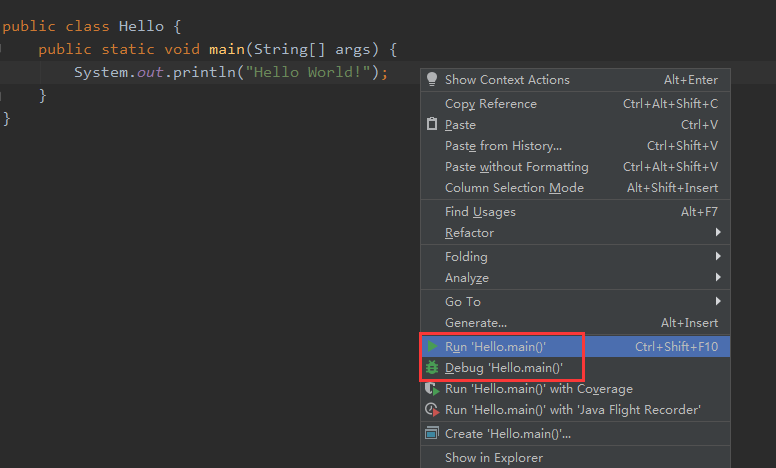 public class Hello {
public static void main(String[] args) {
System.out.println("Hello World!");
}
}
Show Context Actions Alt+Enter
Copy Reference Ctrl+Alt+Shift+C
Paste Ctrl+V
Paste from History... Ctrl+Shift+V
Paste without Formatting Ctrl+Alt+Shift+V
Column Selection Mode Alt+Shift+Insert
Find Usages Alt+F7
Refactor
Folding
Analyze
Go To
Generate... Alt+Insert
Run 'Hello.main()' Ctrl+Shift+F10
Debug 'Hello.main()'
Run 'Hello.main()' with Coverage
Run 'Hello.main()' with 'Java Flight Recorder'
Create 'Hello.main()'...
Show in Explorer